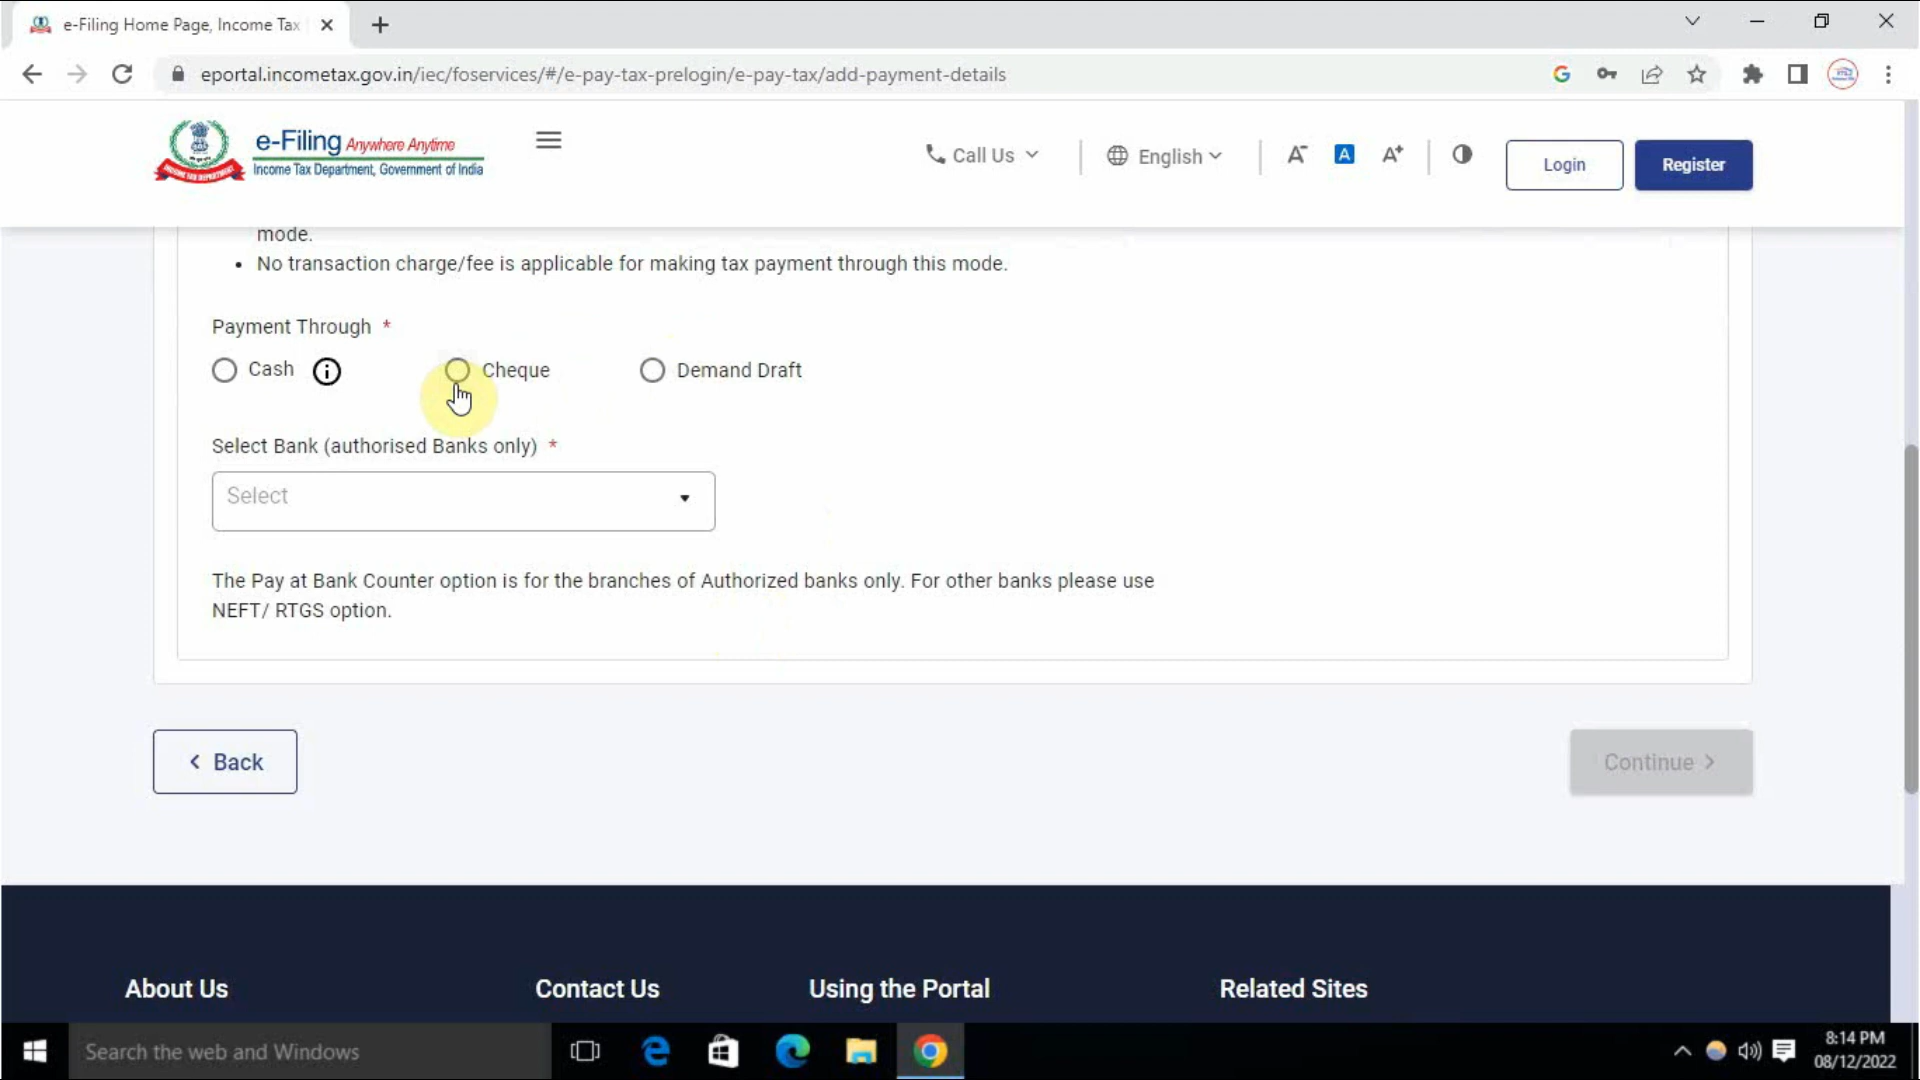 e-Filing Home Page, Income Tax
eportal.incometax.gov.in/iec/foservices/#/e-pay-tax-prelogin/e-pay-tax/add-payment-details
e-Filing Anywhere Anytime
Income Tax Department, Government of India
Call Us
English
A-
A
A+
Login
Register
mode.
• No transaction charge/fee is applicable for making tax payment through this mode.
Payment Through *
Cash
Cheque
Demand Draft
Select Bank (authorised Banks only) *
Select
The Pay at Bank Counter option is for the branches of Authorized banks only. For other banks please use
NEFT/ RTGS option.
< Back
Continue >
About Us
Contact Us
Using the Portal
Related Sites
Search the web and Windows
8:14 PM
08/12/2022